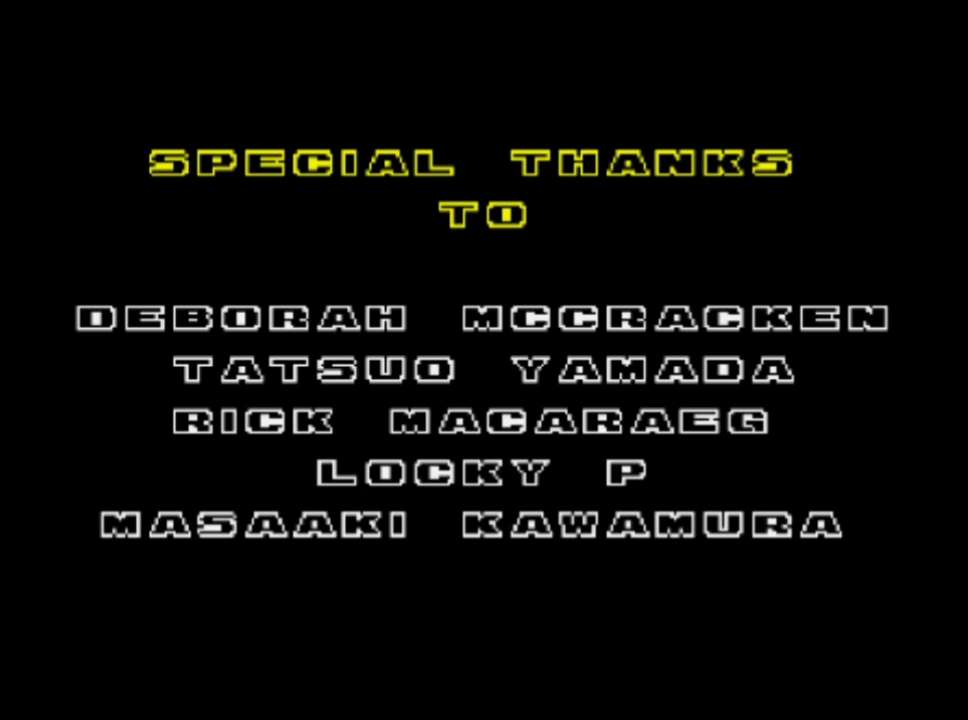 SPECIAL THANKS
TO
DEBORAH MCCRACKEN
TATSUO YAMADA
RICK MACARAEG
LOCKY P
MASAAKI KAWAMURA